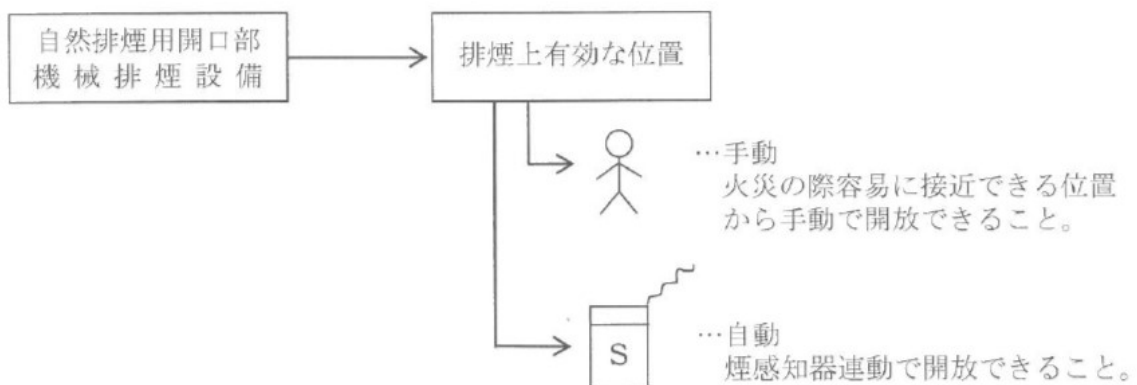 自然排煙用開口部
機械排煙設備
排煙上有効な位置
…手動
火災の際容易に接近できる位置
から手動で開放できること。
S
…自動
煙感知器連動で開放できること。